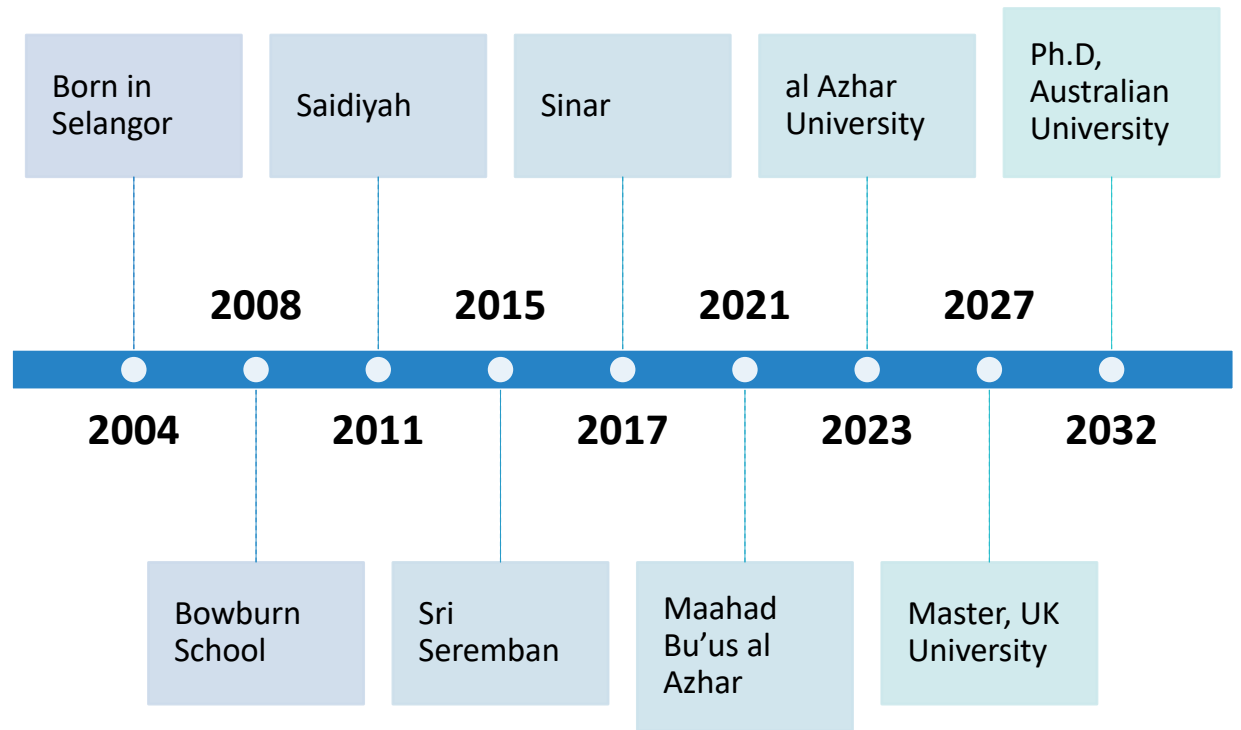 Born in
Selangor
Saidiyah
Sinar
al Azhar
University
Ph.D,
Australian
University
2008
2015
2021
2027
2004
2011
2017
2023
2032
Bowburn
School
Sri
Seremban
Maahad
Bu’us al
Azhar
Master, UK
University